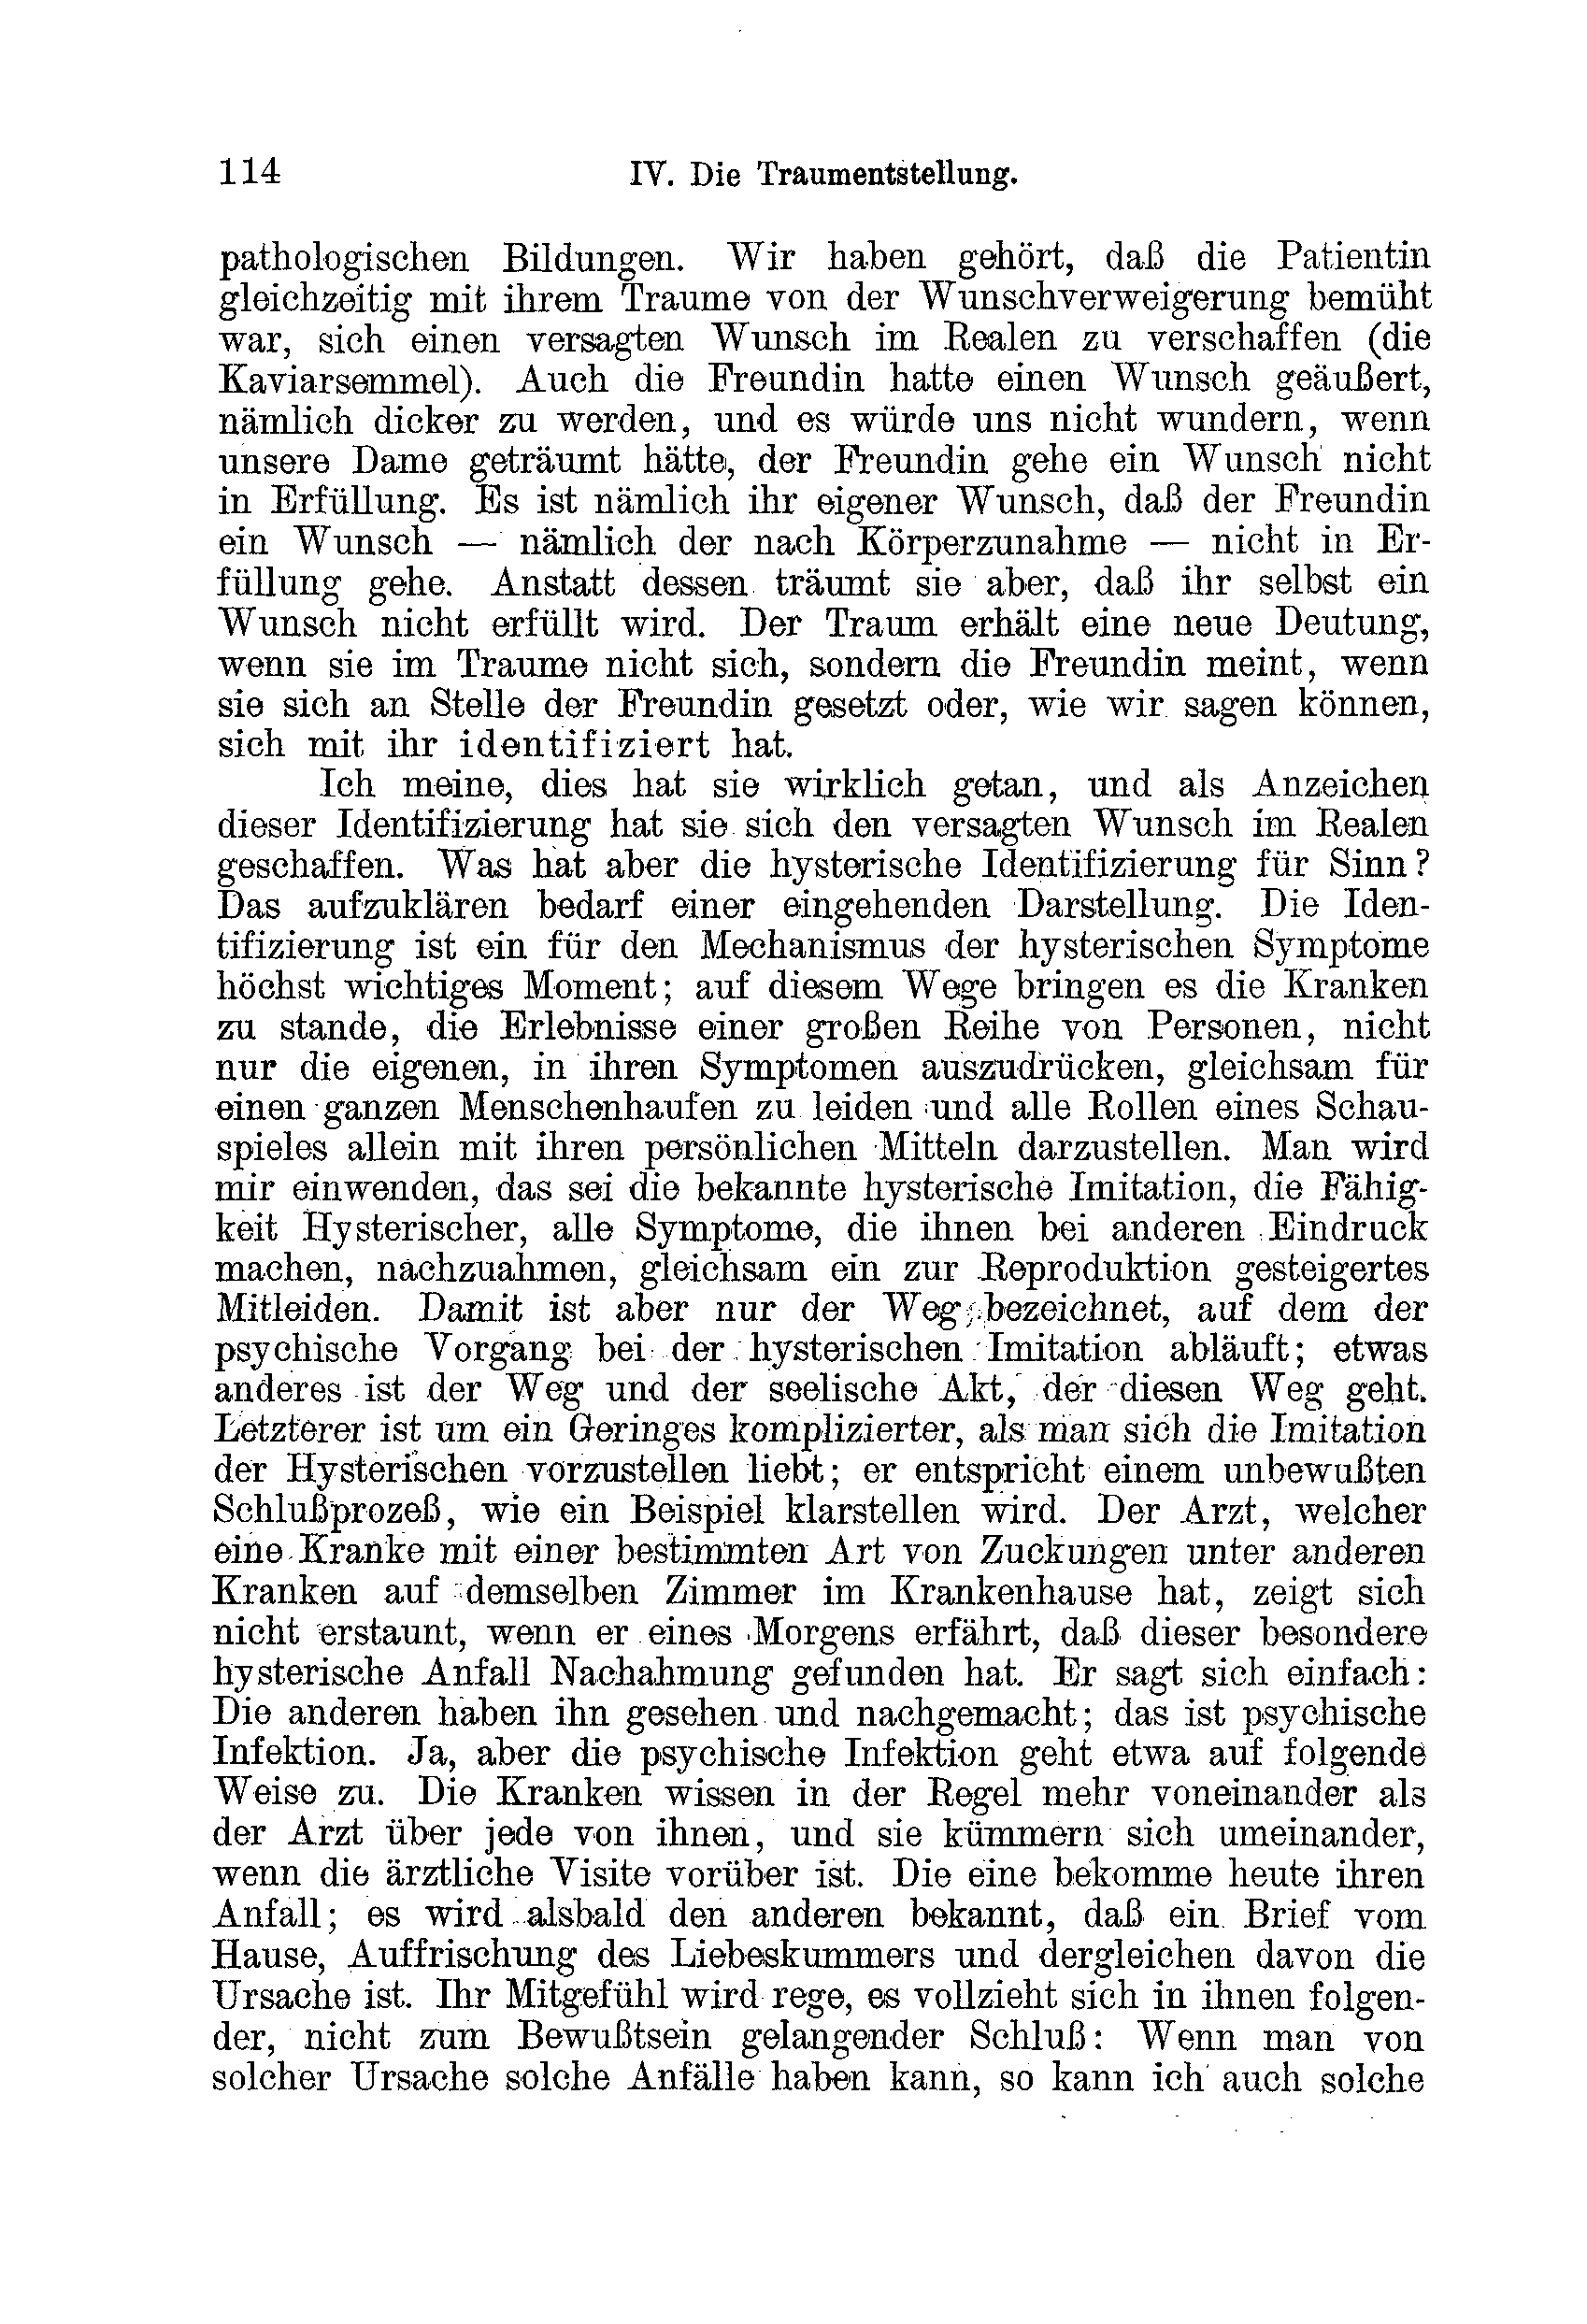 114 IV. Die Traumentstellung.
pathologischen Bildungen. Wir haben gehört, daß die Patientin
gleichzeitig mit ihrem Traume von der Wunschverweigerung bemüht
war, sich einen versagten Wunsch im Realen zu verschaffen (die
Kaviarsemmel). Auch die Freundin hatte einen Wunsch geäußert,
nämlich dicker zu werden, und es würde uns nicht wundern, wenn
unsere Dame geträumt hätte, der Freundin gehe ein Wunsch nicht
in Erfüllung. Es ist nämlich ihr eigener Wunsch, daß der Freundin
ein Wunsch — nämlich der nach Körperzunahme — nicht in Er-
füllung gehe. Anstatt dessen träumt sie aber, daß ihr selbst ein
Wunsch nicht erfüllt wird. Der Traum erhält eine neue Deutung,
wenn sie im Traume nicht sich, sondern die Freundin meint, wenn
sie sich an Stelle der Freundin gesetzt oder, wie wir sagen können,
sich mit ihr identifiziert hat.
Ich meine, dies hat sie wirklich getan, und als Anzeichen
dieser Identifizierung hat sie sich den versagten Wunsch im Realen
geschaffen. Was hat aber die hysterische Identifizierung für Sinn?
Das aufzuklären bedarf einer eingehenden Darstellung. Die Iden-
tifizierung ist ein für den Mechanismus der hysterischen Symptome
höchst wichtiges Moment; auf diesem Wege bringen es die Kranken
zu stande, die Erlebnisse einer großen Reihe von Personen, nicht
nur die eigenen, in ihren Symptomen auszudrücken, gleichsam für
einen ganzen Menschenhaufen zu leiden und alle Rollen eines Schau-
spieles allein mit ihren persönlichen Mitteln darzustellen. Man wird
mir einwenden, das sei die bekannte hysterische Imitation, die Fähig-
keit Hysterischer, alle Symptome, die ihnen bei anderen Eindruck
machen, nachzuahmen, gleichsam ein zur Reproduktion gesteigertes
Mitleiden. Damit ist aber nur der Weg bezeichnet, auf dem der
psychische Vorgang bei der hysterischen Imitation abläuft; etwas
anderes ist der Weg und der seelische Akt, der diesen Weg geht.
Letzterer ist um ein Geringes komplizierter, als man sich die Imitation
der Hysterischen vorzustellen liebt; er entspricht einem unbewußten
Schlußprozeß, wie ein Beispiel klarstellen wird. Der Arzt, welcher
eine Kranke mit einer bestimmten Art von Zuckungen unter anderen
Kranken auf demselben Zimmer im Krankenhause hat, zeigt sich
nicht erstaunt, wenn er eines Morgens erfährt, daß dieser besondere
hysterische Anfall Nachahmung gefunden hat. Er sagt sich einfach:
Die anderen haben ihn gesehen und nachgemacht; das ist psychische
Infektion. Ja, aber die psychische Infektion geht etwa auf folgende
Weise zu. Die Kranken wissen in der Regel mehr voneinander als
der Arzt über jede von ihnen, und sie kümmern sich umeinander,
wenn die ärztliche Visite vorüber ist. Die eine bekomme heute ihren
Anfall; es wird alsbald den anderen bekannt, daß ein Brief vom
Hause, Auffrischung des Liebeskummers und dergleichen davon die
Ursache ist. Ihr Mitgefühl wird rege, es vollzieht sich in ihnen folgen-
der, nicht zum Bewußtsein gelangender Schluß: Wenn man von
solcher Ursache solche Anfälle haben kann, so kann ich auch solche